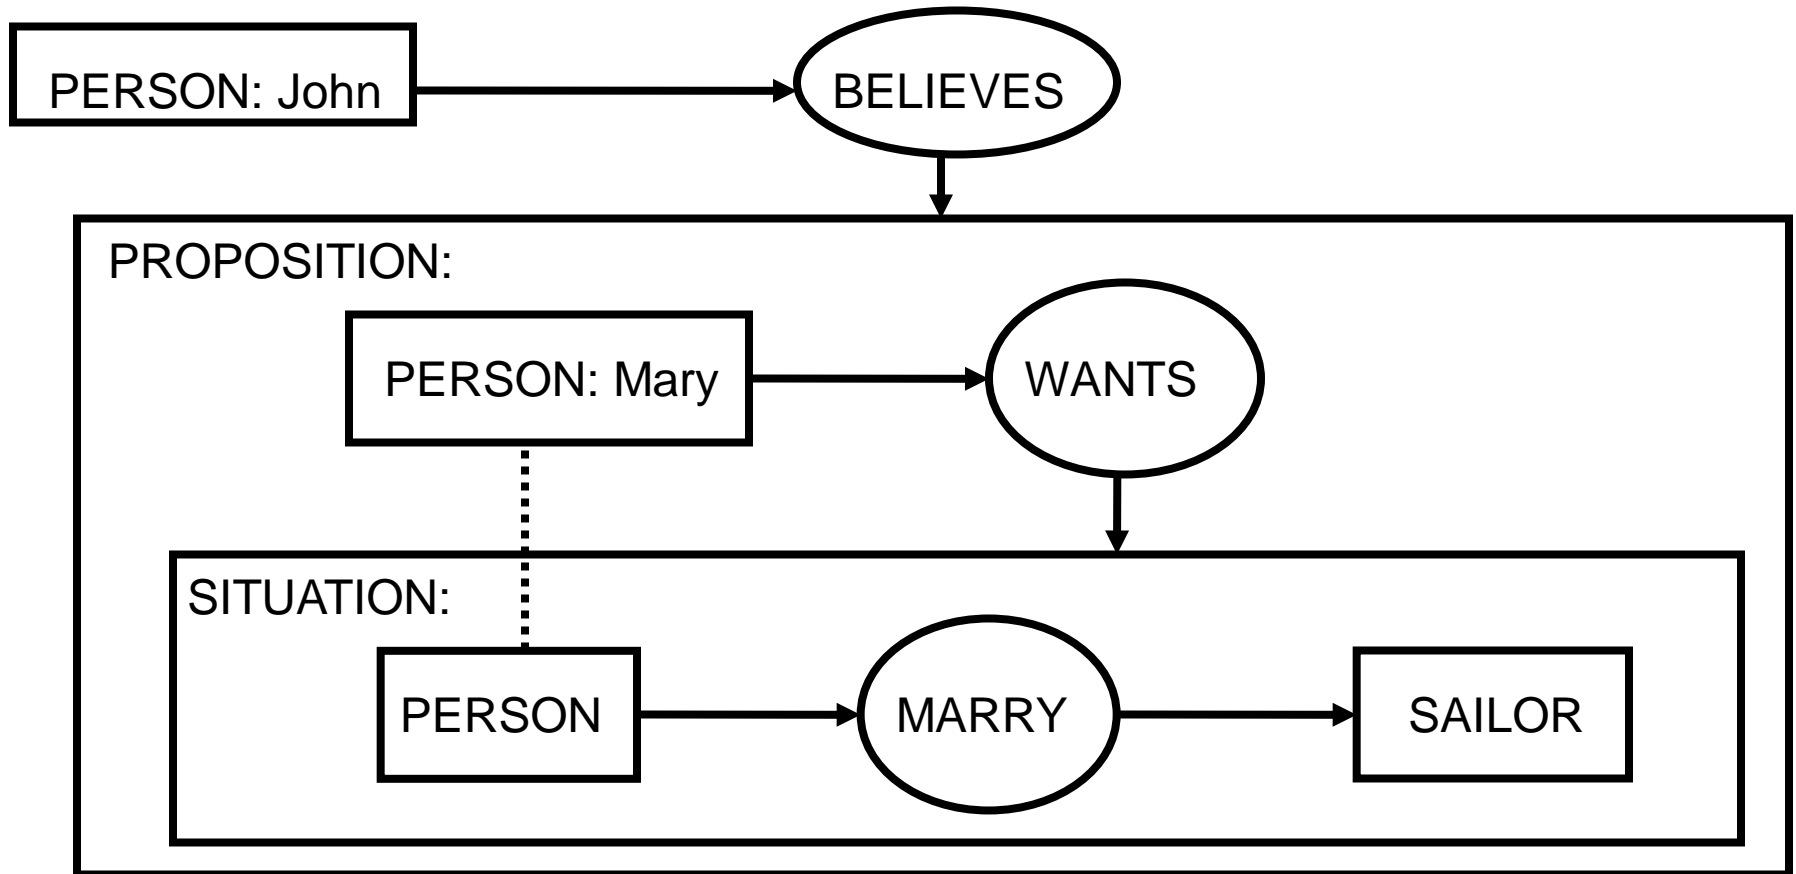 PERSON: John
BELIEVES
PROPOSITION:
PERSON: Mary
WANTS
SITUATION:
PERSON
MARRY
SAILOR